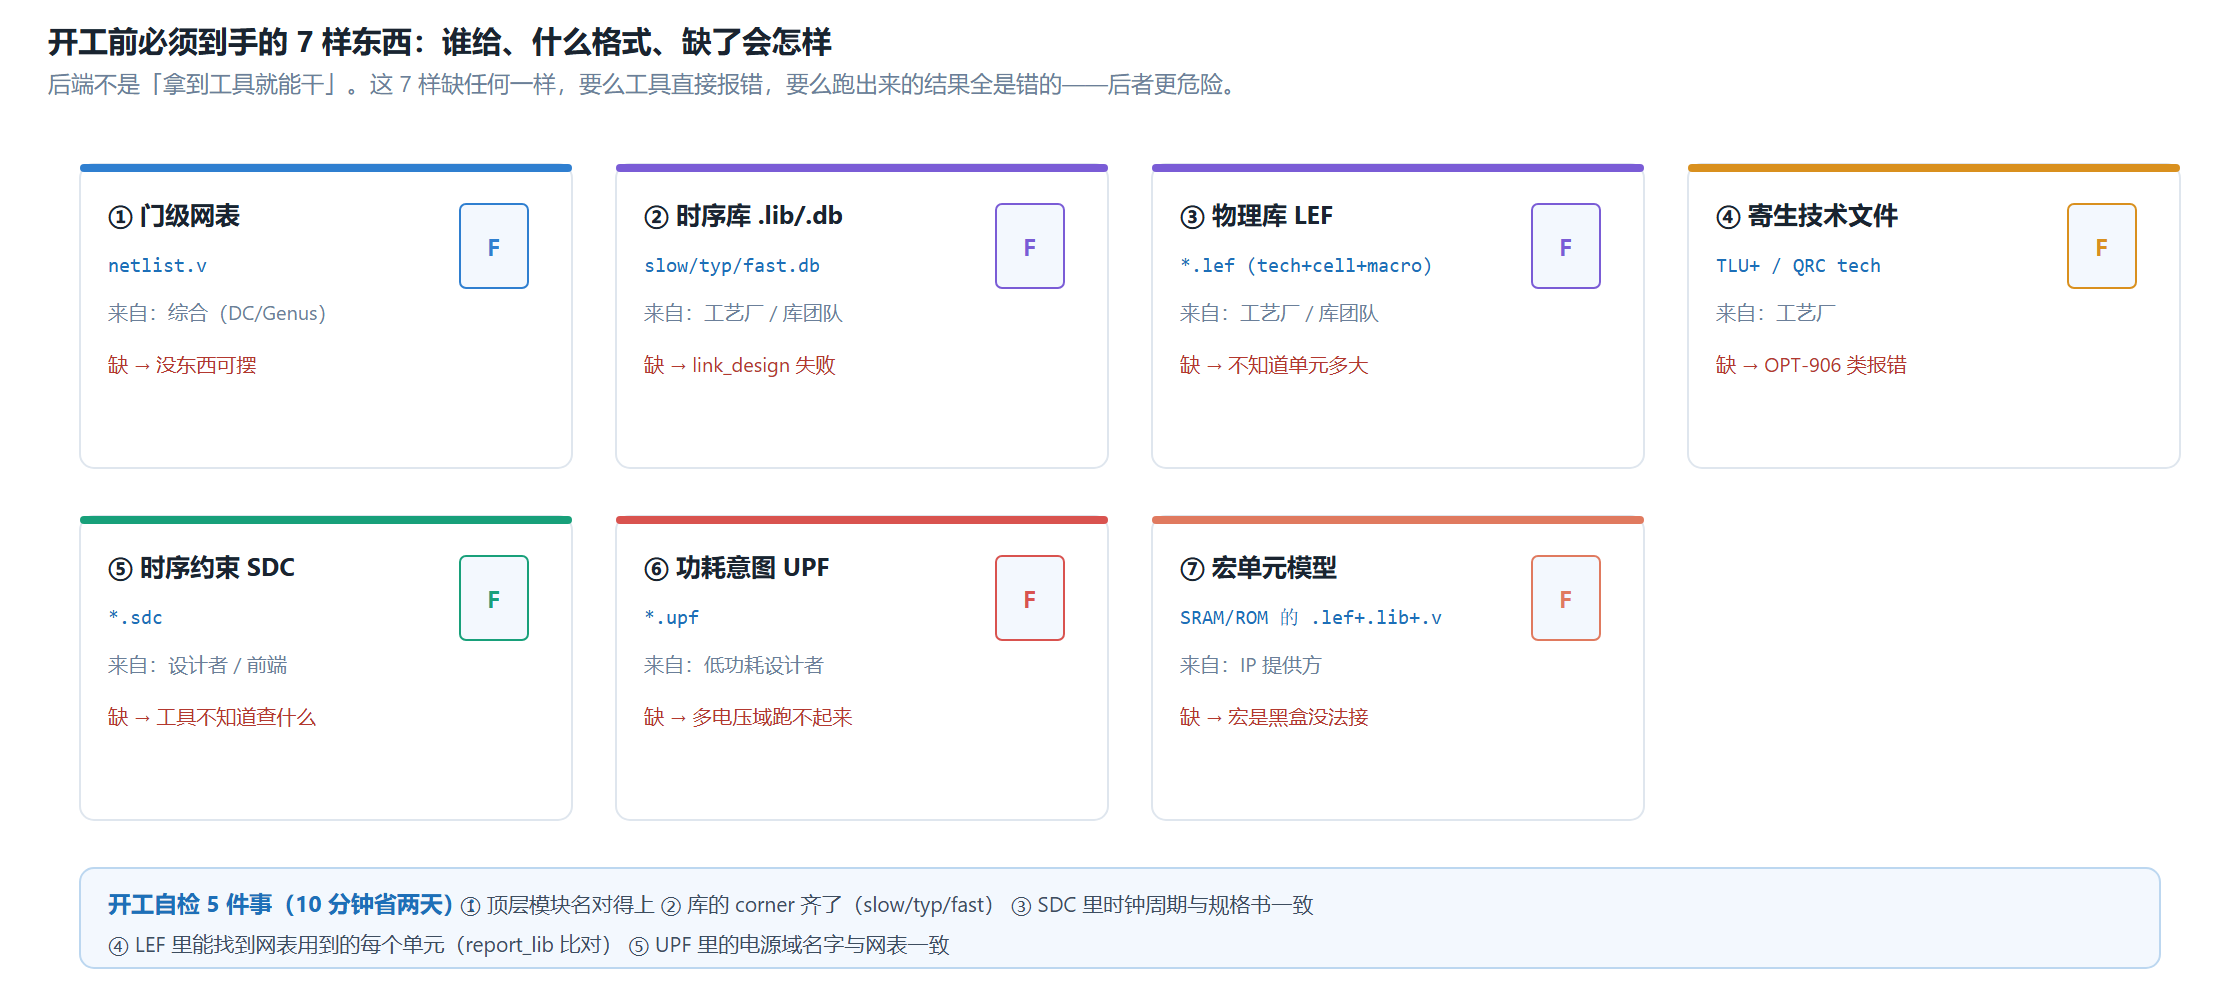 开工前必须到手的 7 样东西：谁给、什么格式、缺了会怎样
后端不是「拿到工具就能干」。这 7 样缺任何一样，要么工具直接报错，要么跑出来的结果全是错的——后者更危险。
① 门级网表
F
netlist.v
来自：综合（DC/Genus）
缺 → 没东西可摆
② 时序库 .lib/.db
F
slow/typ/fast.db
来自：工艺厂 / 库团队
缺 → link_design 失败
③ 物理库 LEF
F
*.lef (tech+cell+macro)
来自：工艺厂 / 库团队
缺 → 不知道单元多大
④ 寄生技术文件
F
TLU+ / QRC tech
来自：工艺厂
缺 → OPT-906 类报错
⑤ 时序约束 SDC
F
*.sdc
来自：设计者 / 前端
缺 → 工具不知道查什么
⑥ 功耗意图 UPF
F
*.upf
来自：低功耗设计者
缺 → 多电压域跑不起来
⑦ 宏单元模型
F
SRAM/ROM 的 .lef+.lib+.v
来自：IP 提供方
缺 → 宏是黑盒没法接
开工自检 5 件事（10 分钟省两天）① 顶层模块名对得上 ② 库的 corner 齐了（slow/typ/fast） ③ SDC 里时钟周期与规格书一致
④ LEF 里能找到网表用到的每个单元（report_lib 比对） ⑤ UPF 里的电源域名字与网表一致